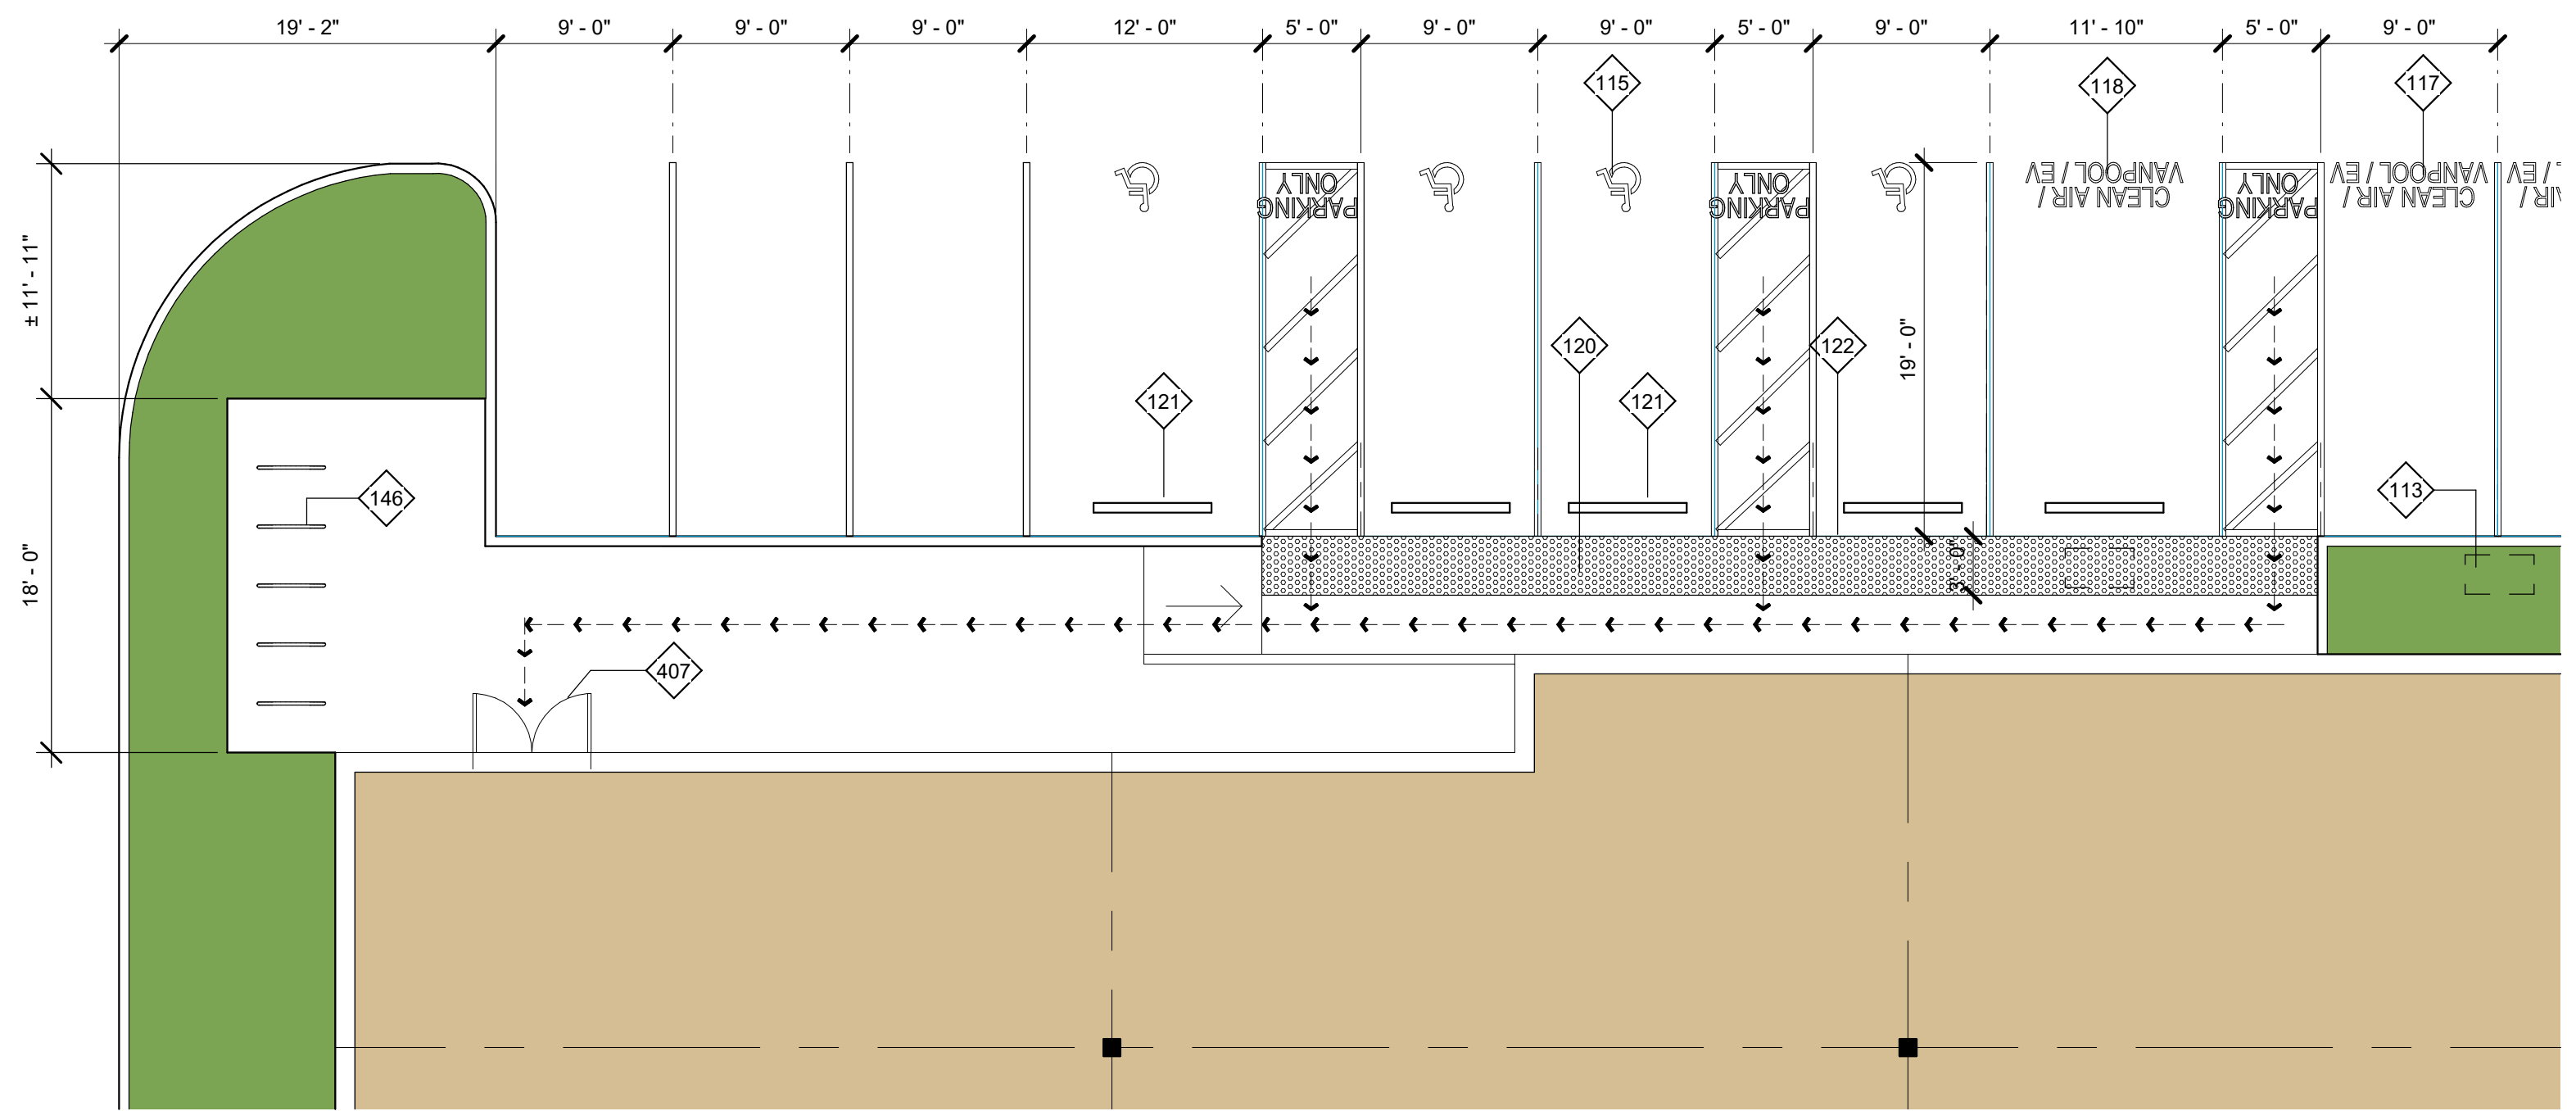 19' - 2"
9' - 0"
9' - 0"
9' - 0"
12' - 0"
5' - 0"
9' - 0"
9' - 0"
5' - 0"
9' - 0"
11' - 10"
5' - 0"
9' - 0"
115
118
117
PARKING
ONLY
PARKING
ONLY
CLEAN AIR /
VANPOOL / EV
PARKING
ONLY
CLEAN AIR /
VANPOOL / EV
AIR /
/ EV
± 11' - 11"
120
122
19' - 0"
121
121
146
113
18' - 0"
3' - 0"
407